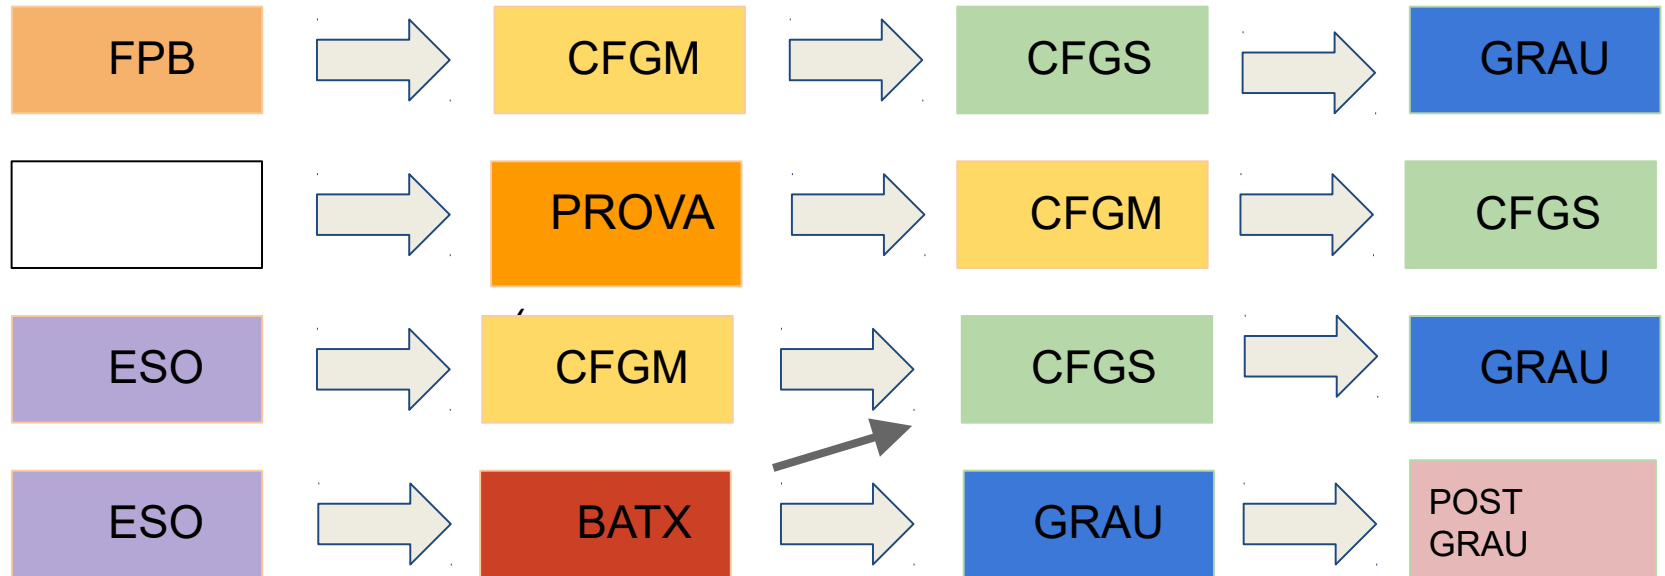 FPB CFGM CFGS GRAU
PROVA CFGM CFGS
ESO CFGM CFGS GRAU
ESO BATX GRAU POST
GRAU